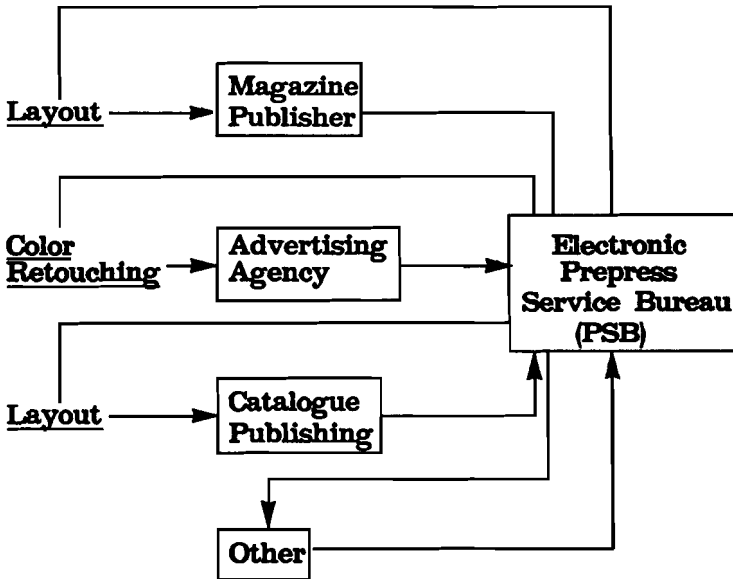 Layout
Magazine
Publisher
Color
Retouching
Advertising
Agency
Electronic
Prepress
Service Bureau
(PSB)
Layout
Catalogue
Publishing
Other